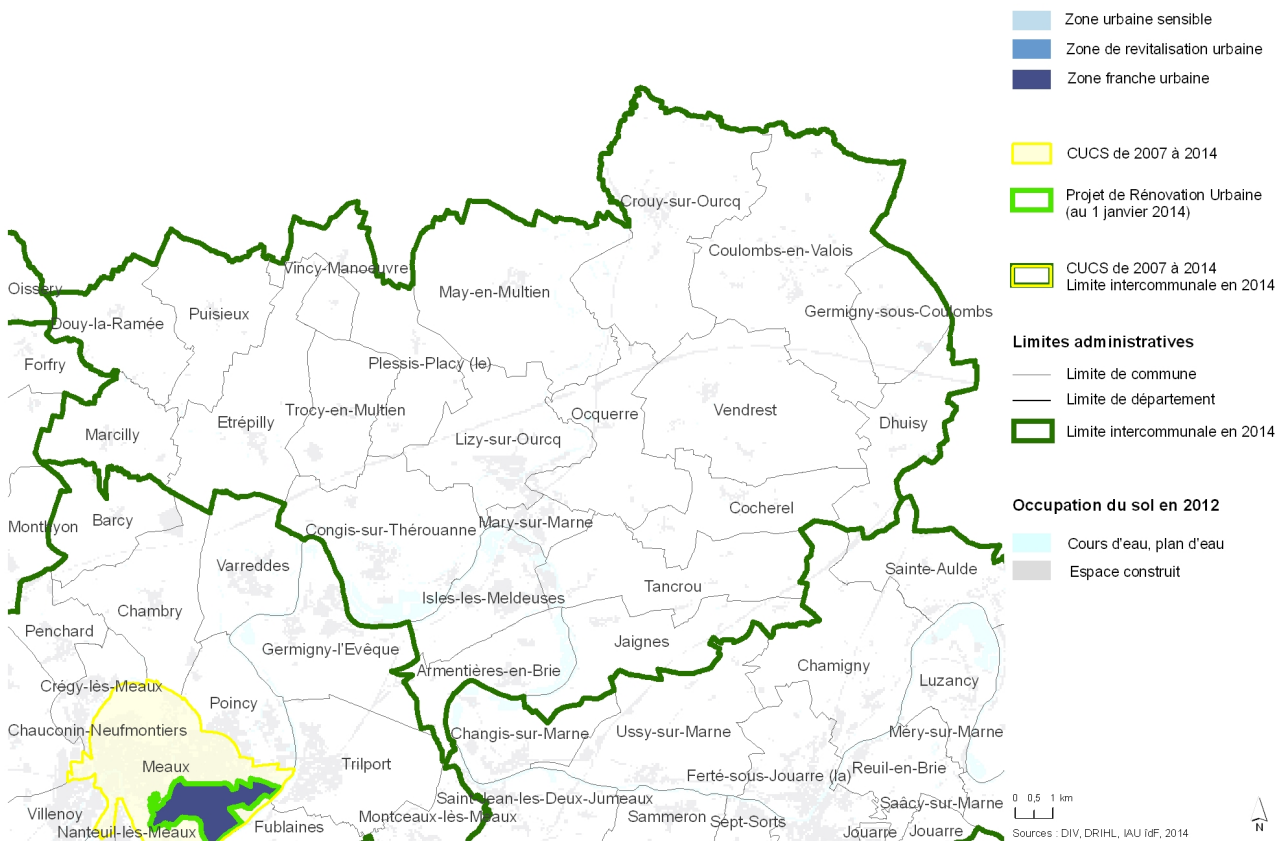 Zone urbaine sensible
Zone de revitalisation urbaine
Zone franche urbaine
CUCS de 2007 à 2014
Projet de Rénovation Urbaine
(au 1 janvier 2014)
CUCS de 2007 à 2014
Limite intercommunale en 2014
Limites administratives
Limite de commune
Limite de département
Limite intercommunale en 2014
Occupation du sol en 2012
Cours d'eau, plan d'eau
Espace construit
0 0,5 1 km
Sources : DIV, DRIHL, IAU îdF, 2014
N
Crouy-sur-Ourcq
Coulombs-en-Valois
Vincy-Manoeuvre
Oissery
May-en-Multien
Puisieux
Germigny-sous-Coulombs
Douy-la-Ramée
Forfry
Plessis-Placy (le)
Trocy-en-Multien
Ocquerre
Vendrest
Etrépilly
Dhuisy
Marcilly
Lizy-sur-Ourcq
Cocherel
Barcy
Mary-sur-Marne
Monthyon
Congis-sur-Thérouanne
Varreddes
Sainte-Aulde
Tancrou
Isles-les-Meldeuses
Chambry
Penchard
Jaignes
Germigny-l'Evêque
Chamigny
Armentières-en-Brie
Luzancy
Crégy-lès-Meaux
Poincy
Chauconin-Neufmontiers
Changis-sur-Marne
Ussy-sur-Marne
Méry-sur-Marne
Meaux
Trilport
Ferté-sous-Jouarre (la)
Reuil-en-Brie
Saint-Jean-les-Deux-Jumeaux
Saâcy-sur-Marne
Villenoy
Montceaux-lès-Meaux
Sammeron
Sept-Sorts
Fublaines
Nanteuil-lès-Meaux
Jouarre
Jouarre